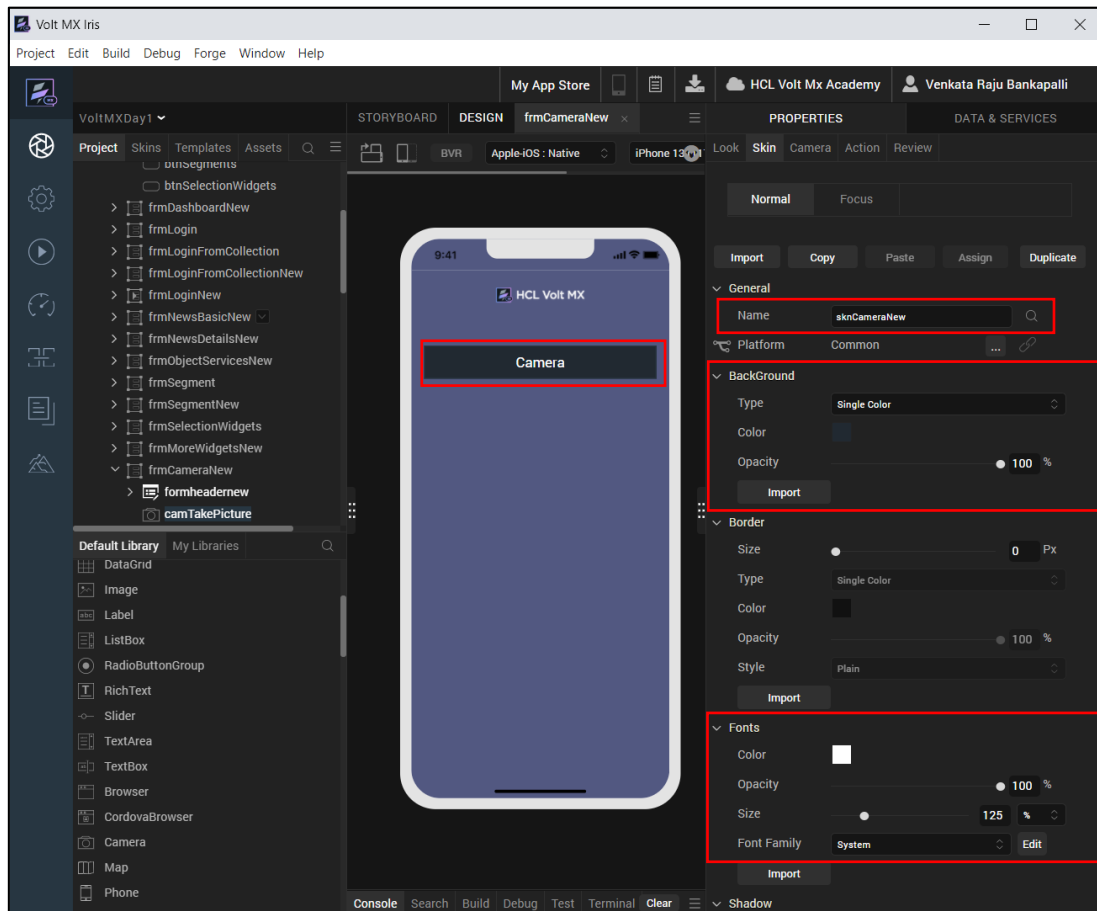 Volt MX Iris
Project Edit Build Debug Forge Window Help
My App Store
HCL Volt Mx Academy
Venkata Raju Bankapalli
VoltMXDay1
STORYBOARD DESIGN frmCameraNew ×
PROPERTIES DATA & SERVICES
Project Skins Templates Assets
BVR Apple-iOS : Native iPhone 13
Look Skin Camera Action Review
btnSegments
btnSelectionWidgets
frmDashboardNew
frmLogin
frmLoginFromCollection
frmLoginFromCollectionNew
frmLoginNew
frmNewsBasicNew
frmNewsDetailsNew
frmObjectServicesNew
frmSegment
frmSegmentNew
frmSelectionWidgets
frmMoreWidgetsNew
frmCameraNew
formheadernew
camTakePicture
Default Library My Libraries
DataGrid
Image
Label
ListBox
RadioButtonGroup
RichText
Slider
TextArea
TextBox
Browser
CordovaBrowser
Camera
Map
Phone
9:41
HCL Volt MX
Camera
Console Search Build Debug Test Terminal Clear
Normal Focus
Import Copy Paste Assign Duplicate
General
Name sknCameraNew
Platform Common ...
BackGround
Type Single Color
Color
Opacity 100 %
Import
Border
Size 0 Px
Type Single Color
Color
Opacity 100 %
Style Plain
Import
Fonts
Color
Opacity 100 %
Size 125 %
Font Family System Edit
Import
Shadow